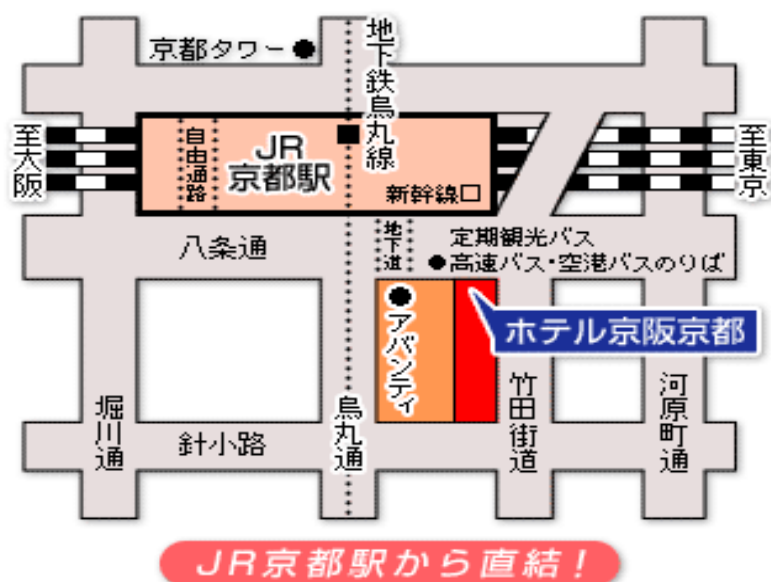 京都タワー
地下鉄烏丸線
至大阪
自由通路
JR
京都駅
新幹線口
至東京
八条通
地下道
定期観光バス
高速バス・空港バスのりば
アバンティ
ホテル京阪京都
堀川通
針小路
烏丸通
竹田街道
河原町通
JR京都駅から直結!